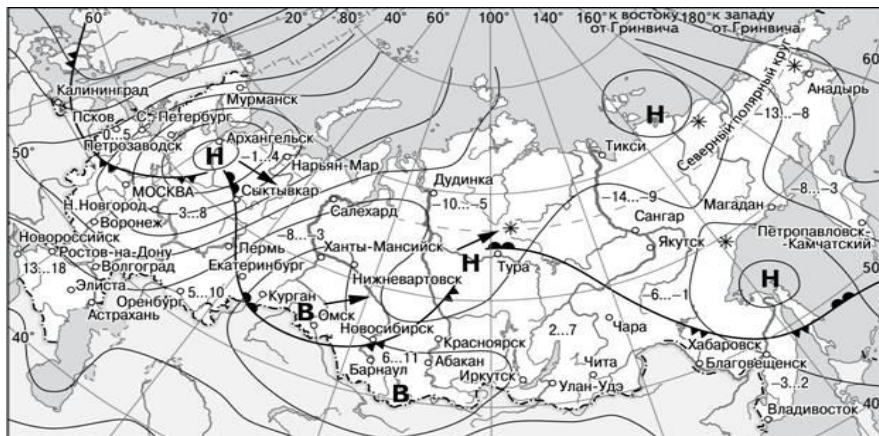 60°
70°
20°
80°
40°
60°
100°
140°
120°
160°
к востоку
от Гринвича
180°
к западу
от Гринвича
Северный полярный круг
60°
Калининград
Мурманск
Анадырь
Псков
С.-Петербург
0...5
Петрозаводск
Архангельск
Н
-1...4
Нарьян-Мар
Н
Тикси
-13...-8
50°
МОСКВА
Сыктывкар
Дудинка
-10...-5
-14...-9
-8...-3
Н.Новгород
3...8
Салехард
Сангар
Магадан
Воронеж
-8...-3
Якутск
Петропавловск-
Камчатский
Новороссийск
Пермь
Ханты-Мансийск
Ростов-на-Дону
Н
Тура
13...18
Волгоград
Екатеринбург
Нижневартовск
Н
50°
Элиста
5...10
Оренбург
Курган
В
Омск
6...-1
Астрахань
Новосибирск
2...7
Чара
40°
6...11
Красноярск
Хабаровск
Барнаул
Абакан
Чита
Благовещенск
В
Иркутск
Улан-Удэ
-3...2
40°
Владивосток